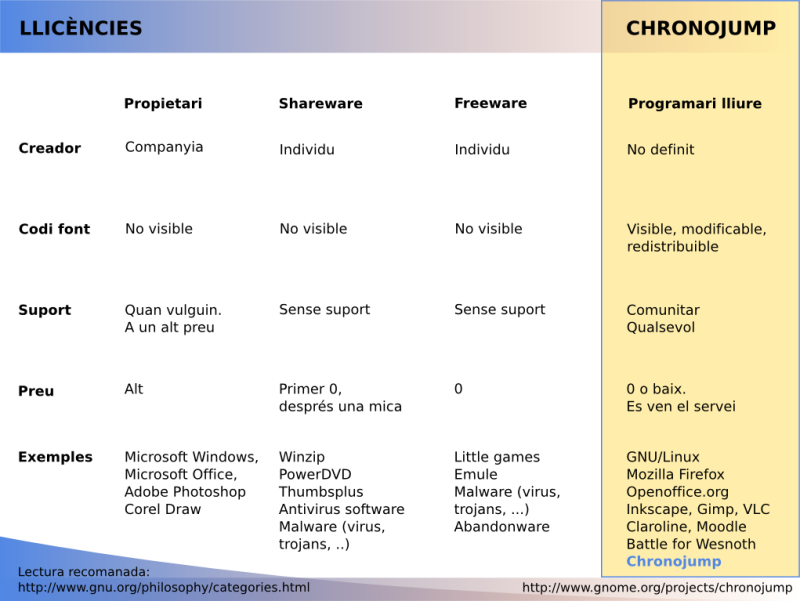 LLICÈNCIES
CHRONOJUMP
Propietari
Shareware
Freeware
Programari lliure
Creador
Companyia
Individu
Individu
No definit
Codi font
No visible
No visible
No visible
Visible, modificable,
redistribuible
Suport
Quan vulguin.
A un alt preu
Sense suport
Sense suport
Comunitar
Qualsevol
Preu
Alt
Primer 0,
després una mica
0
0 o baix.
Es ven el servei
Exemples
Microsoft Windows,
Microsoft Office,
Adobe Photoshop
Corel Draw
Winzip
PowerDVD
Thumbsplus
Antivirus software
Malware (virus,
trojans, ..)
Little games
Emule
Malware (virus,
trojans, ...)
Abandonware
GNU/Linux
Mozilla Firefox
Openoffice.org
Inkscape, Gimp, VLC
Claroline, Moodle
Battle for Wesnoth
Chronojump
Lectura recomanada:
http://www.gnu.org/philosophy/categories.html
http://www.gnome.org/projects/chronojump